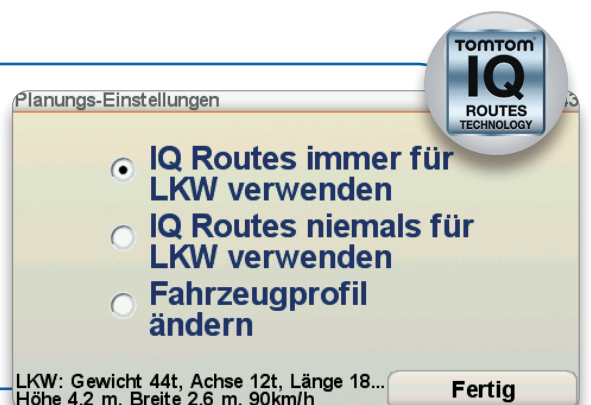 TOMTOM
IQ
ROUTES
TECHNOLOGY
Planungs-Einstellungen
IQ Routes immer für
LKW verwenden
IQ Routes niemals für
LKW verwenden
Fahrzeugprofil
ändern
LKW: Gewicht 44t, Achse 12t, Länge 18...
Höhe 4.2 m, Breite 2.6 m, 90km/h
Fertig